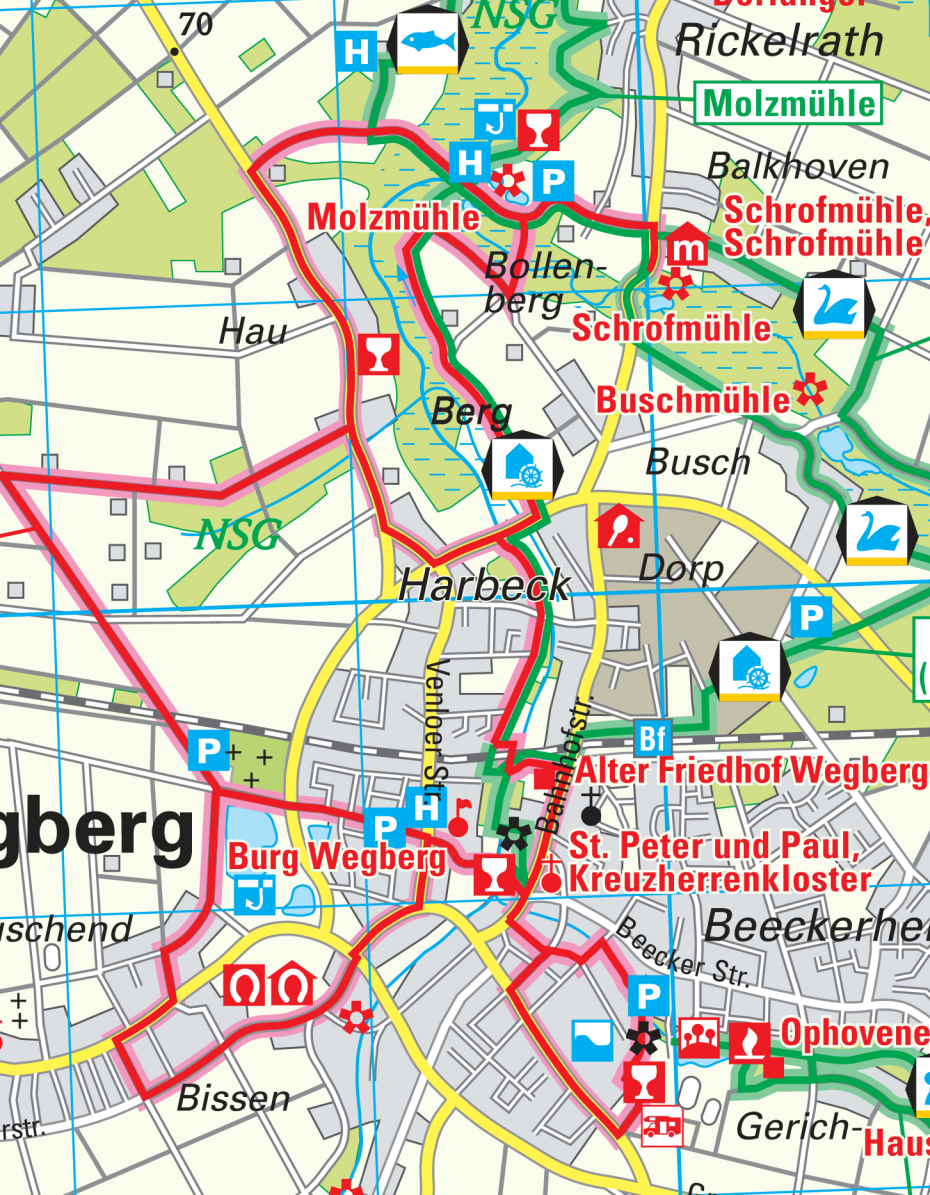 70
NSG
Rickelrath
H
Molzmühle
Balkhoven
H
P
Molzmühle
Schrofmühle,
Schrofmühle
m
Bollen-
berg
Schrofmühle
Hau
Buschmühle
Berg
Busch
NSG
Dorp
Harbeck
P
Venloer Str.
Bahnhofstr.
P
Bf
Alter Friedhof Wegberg
H
P
gberg
Burg Wegberg
St. Peter und Paul,
Kreuzherrenkloster
uschend
Beecker Str.
Beeckerhe
P
Ophovene
Bissen
rstr.
Gerich-
Haus